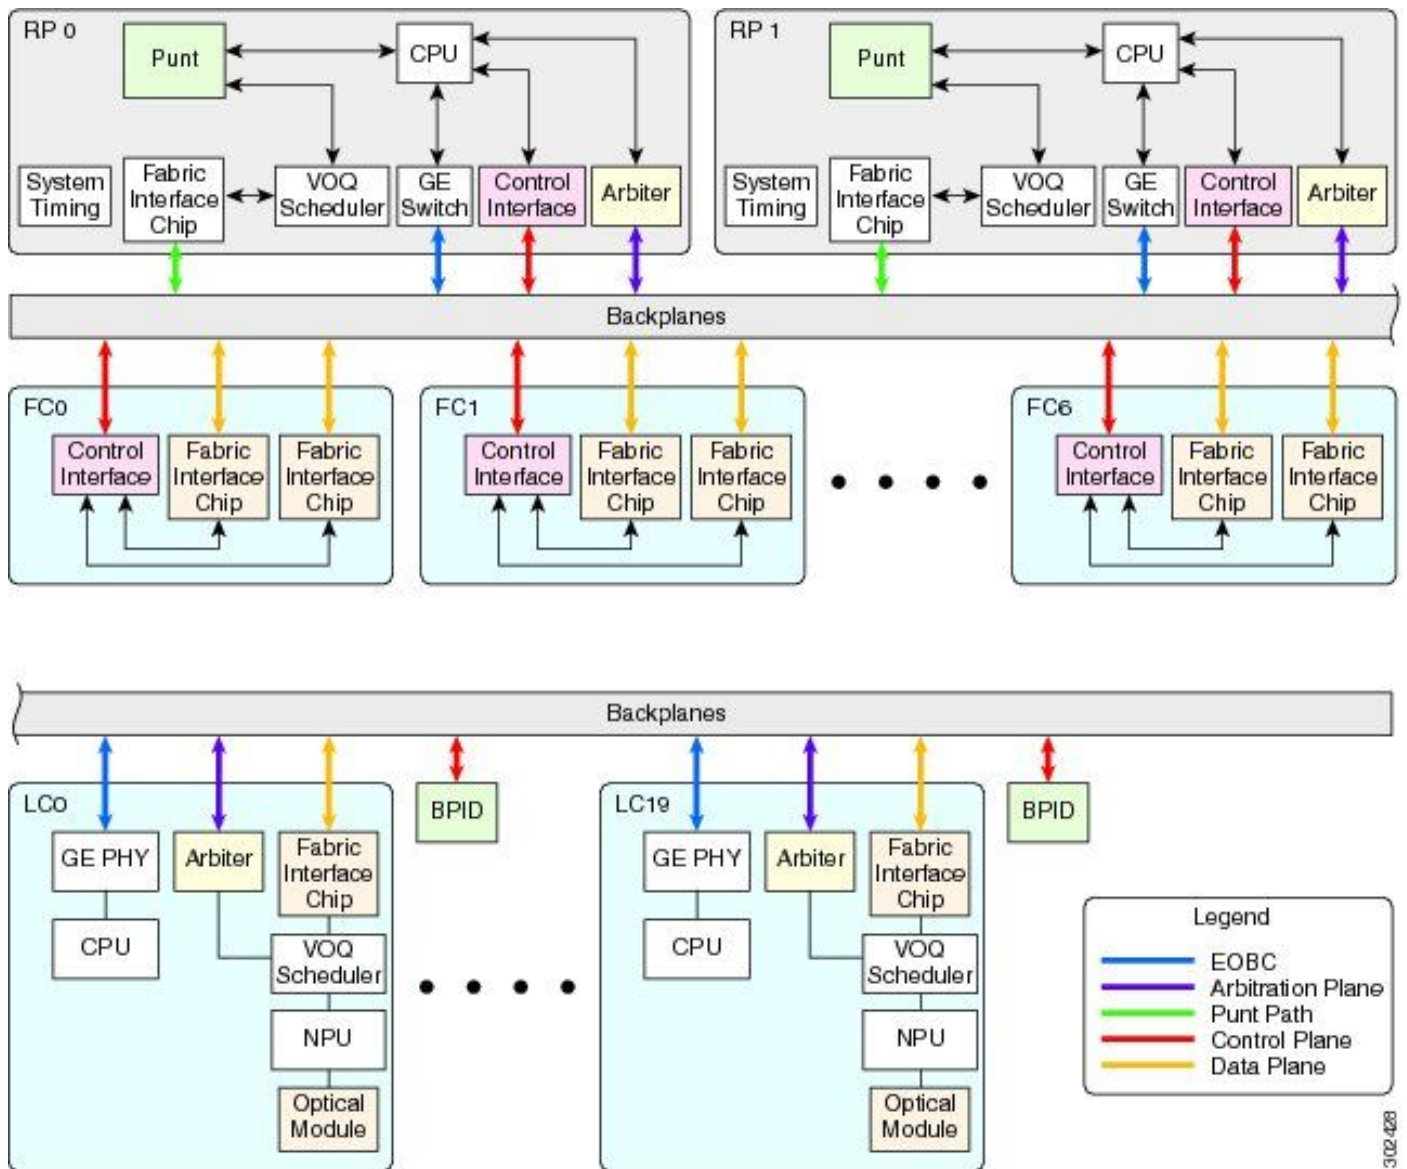 RP 0
Punt
CPU
System
Timing
Fabric
Interface
Chip
VOQ
Scheduler
GE
Switch
Control
Interface
Arbiter
RP 1
Punt
CPU
System
Timing
Fabric
Interface
Chip
VOQ
Scheduler
GE
Switch
Control
Interface
Arbiter
Backplanes
FC0
Control
Interface
Fabric
Interface
Chip
Fabric
Interface
Chip
FC1
Control
Interface
Fabric
Interface
Chip
Fabric
Interface
Chip
FC6
Control
Interface
Fabric
Interface
Chip
Fabric
Interface
Chip
Backplanes
LC0
GE PHY
CPU
Arbiter
Fabric
Interface
Chip
VOQ
Scheduler
NPU
Optical
Module
BPID
LC19
GE PHY
CPU
Arbiter
Fabric
Interface
Chip
VOQ
Scheduler
NPU
Optical
Module
BPID
Legend
EOBC
Arbitration Plane
Punt Path
Control Plane
Data Plane
302428